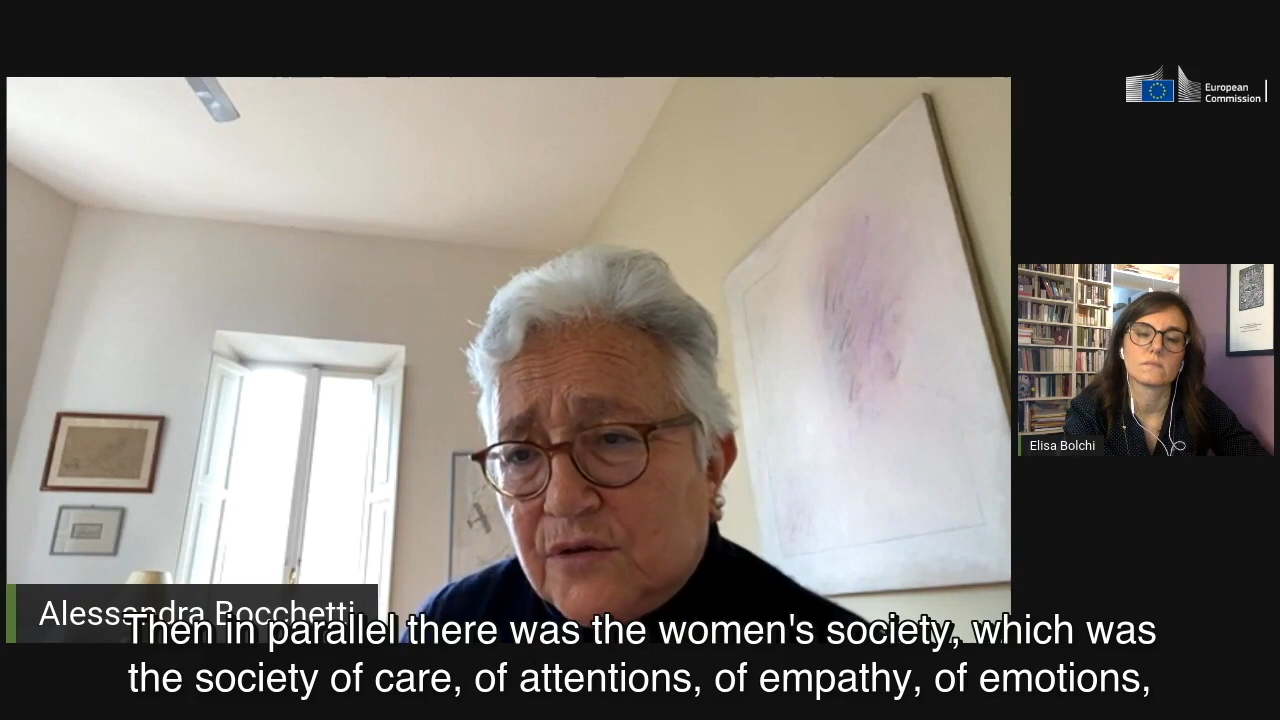 European
Commission
Elisa Bolchi
Alessandra Bocchetti
Then in parallel there was the women's society, which was
the society of care, of attentions, of empathy, of emotions,